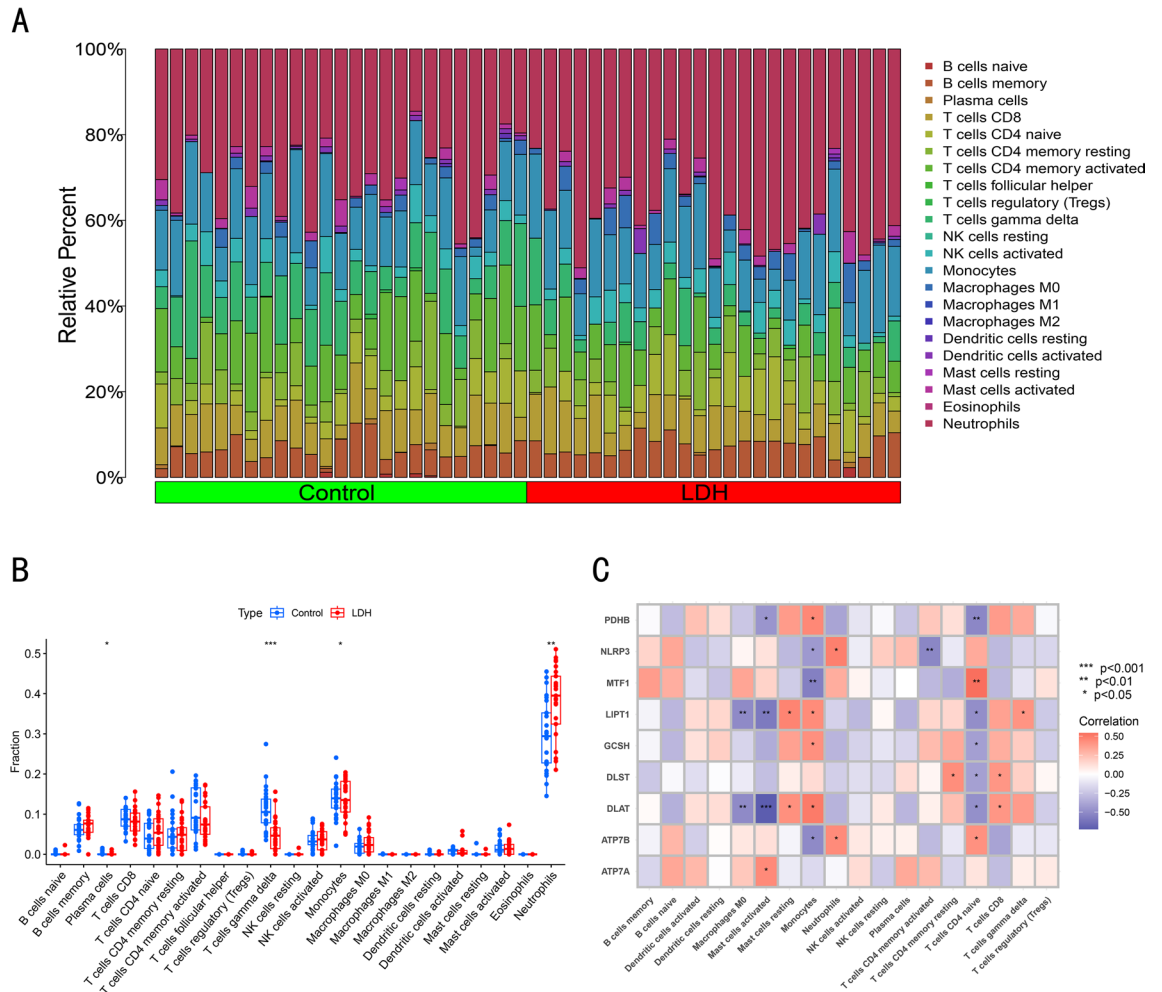 A
100%
80%
60%
40%
20%
0%
Relative Percent
Control
LDH
B cells naive
B cells memory
Plasma cells
T cells CD8
T cells CD4 naive
T cells CD4 memory resting
T cells CD4 memory activated
T cells follicular helper
T cells regulatory (Tregs)
T cells gamma delta
NK cells resting
NK cells activated
Monocytes
Macrophages M0
Macrophages M1
Macrophages M2
Dendritic cells resting
Dendritic cells activated
Mast cells resting
Mast cells activated
Eosinophils
Neutrophils
B
Type Control LDH
* *** * **
0.5
0.4
0.3
0.2
0.1
0.0
Fraction
B cells naive
B cells memory
Plasma cells
T cells CD8
T cells CD4 naive
T cells CD4 memory resting
T cells CD4 memory activated
T cells follicular helper
T cells regulatory (Tregs)
T cells gamma delta
NK cells resting
NK cells activated
Monocytes
Macrophages M0
Macrophages M1
Macrophages M2
Dendritic cells resting
Dendritic cells activated
Mast cells resting
Mast cells activated
Eosinophils
Neutrophils
C
PDHB * * **
NLRP3 * * **
MTF1 ** **
LIPT1 ** ** * * * *
GCSH * *
DLST * * *
DLAT ** *** * * * *
ATP7B * * *
ATP7A *
B cells memory
B cells naive
Dendritic cells activated
Dendritic cells resting
Macrophages M0
Mast cells activated
Mast cells resting
Monocytes
Neutrophils
NK cells activated
NK cells resting
Plasma cells
T cells CD4 memory activated
T cells CD4 memory resting
T cells CD4 naive
T cells CD8
T cells gamma delta
T cells regulatory (Tregs)
*** p<0.001
** p<0.01
* p<0.05
Correlation
0.50
0.25
0.00
−0.25
−0.50